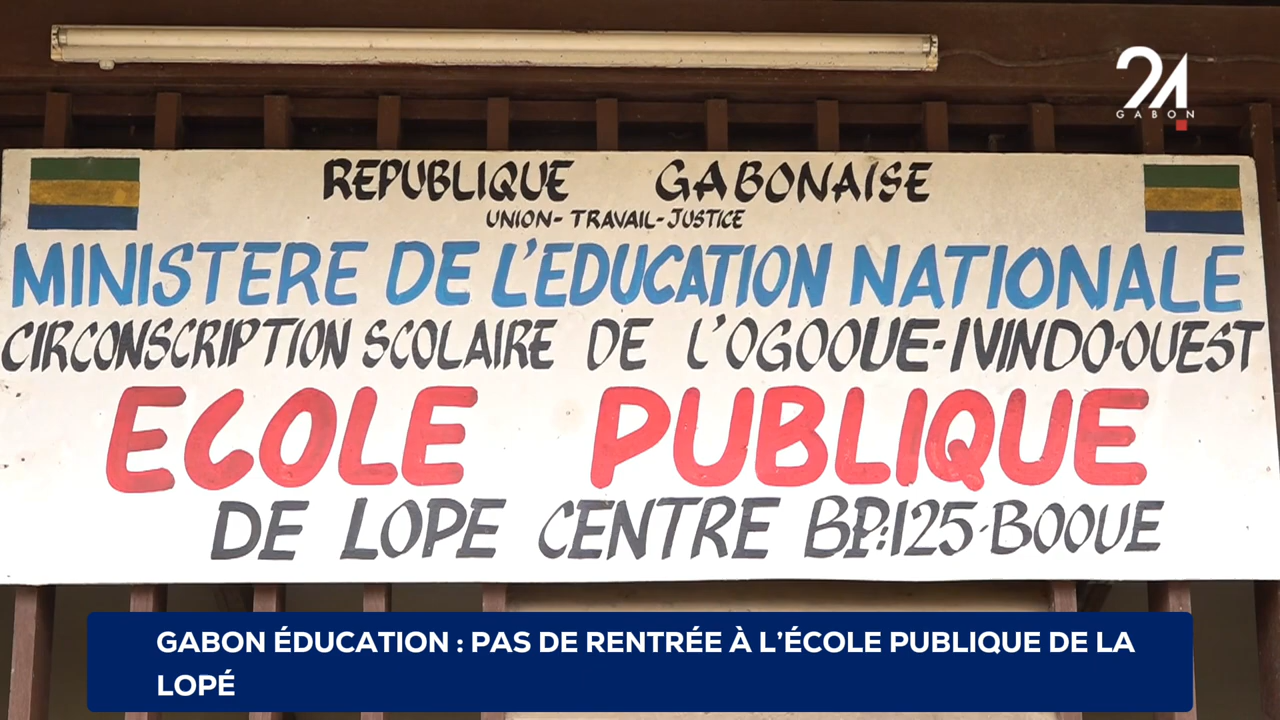 24
GABON
REPUBLIQUE GABONAISE
UNION-TRAVAIL-JUSTICE
MINISTERE DE L'EDUCATION NATIONALE
CIRCONSCRIPTION SCOLAIRE DE L'OGOOUE-IVINDO-OUEST
ECOLE PUBLIQUE
DE LOPE CENTRE BP:125-BOOUE
GABON ÉDUCATION : PAS DE RENTRÉE À L’ÉCOLE PUBLIQUE DE LA
LOPÉ